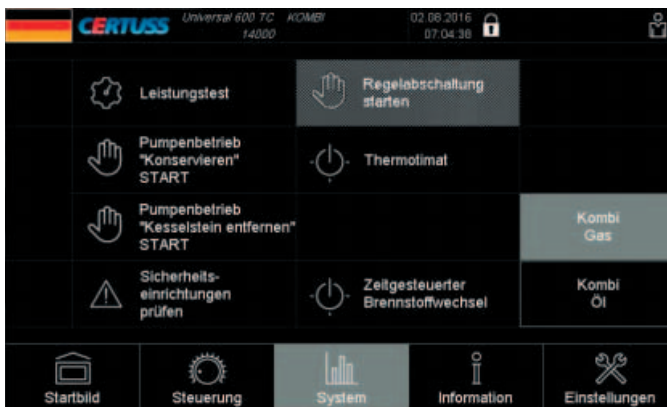 CERTUSS
Universal 600 TC KOMBI
14000
02.08.2016
07:04:38
Leistungstest
Regelabschaltung
starten
Pumpenbetrieb
"Konservieren"
START
Thermotimat
Pumpenbetrieb
"Kesselstein entfernen"
START
Kombi
Gas
Sicherheits-
einrichtungen
prüfen
Zeitgesteuerter
Brennstoffwechsel
Kombi
Öl
Startbild
Steuerung
System
Information
Einstellungen